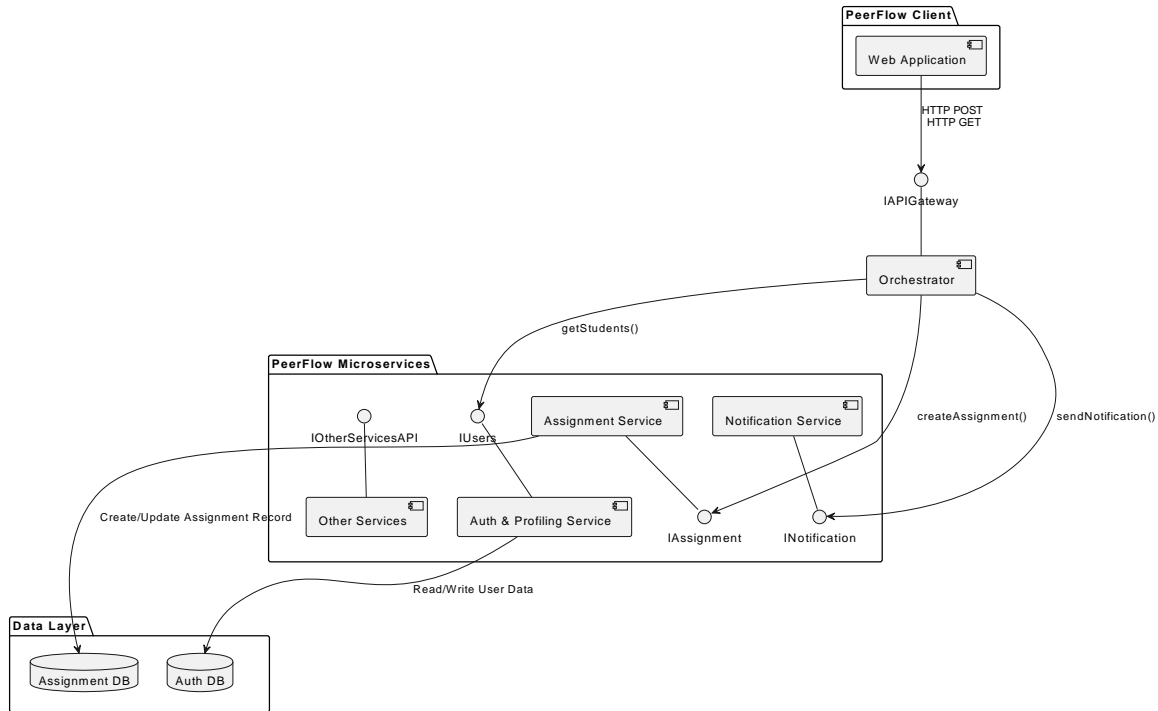 PeerFlow Client
Web Application
HTTP POST
HTTP GET
IAPIGateway
Orchestrator
getStudents()
PeerFlow Microservices
createAssignment()
sendNotification()
Assignment Service
Notification Service
IOtherServicesAPI
IUsers
Create/Update Assignment Record
Other Services
Auth & Profiling Service
IAssignment
INotification
Read/Write User Data
Data Layer
Assignment DB
Auth DB